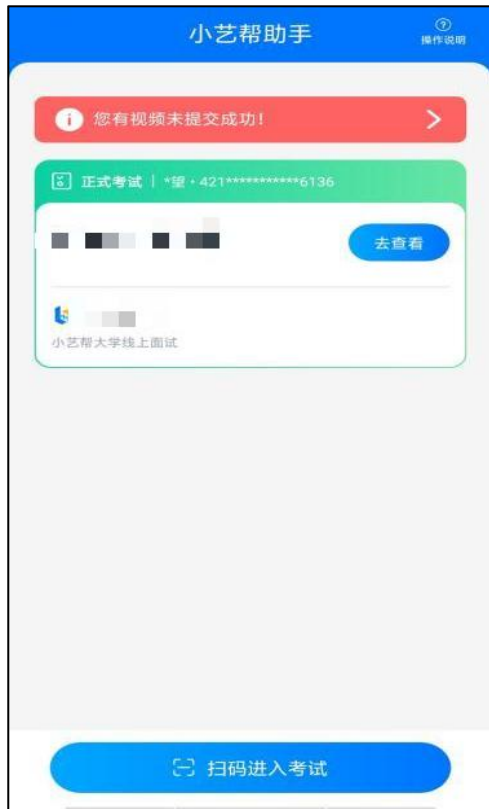 小艺帮助手
操作说明
您有视频未提交成功！
正式考试 | *望·421***********6136
去查看
小艺帮大学线上面试
扫码进入考试